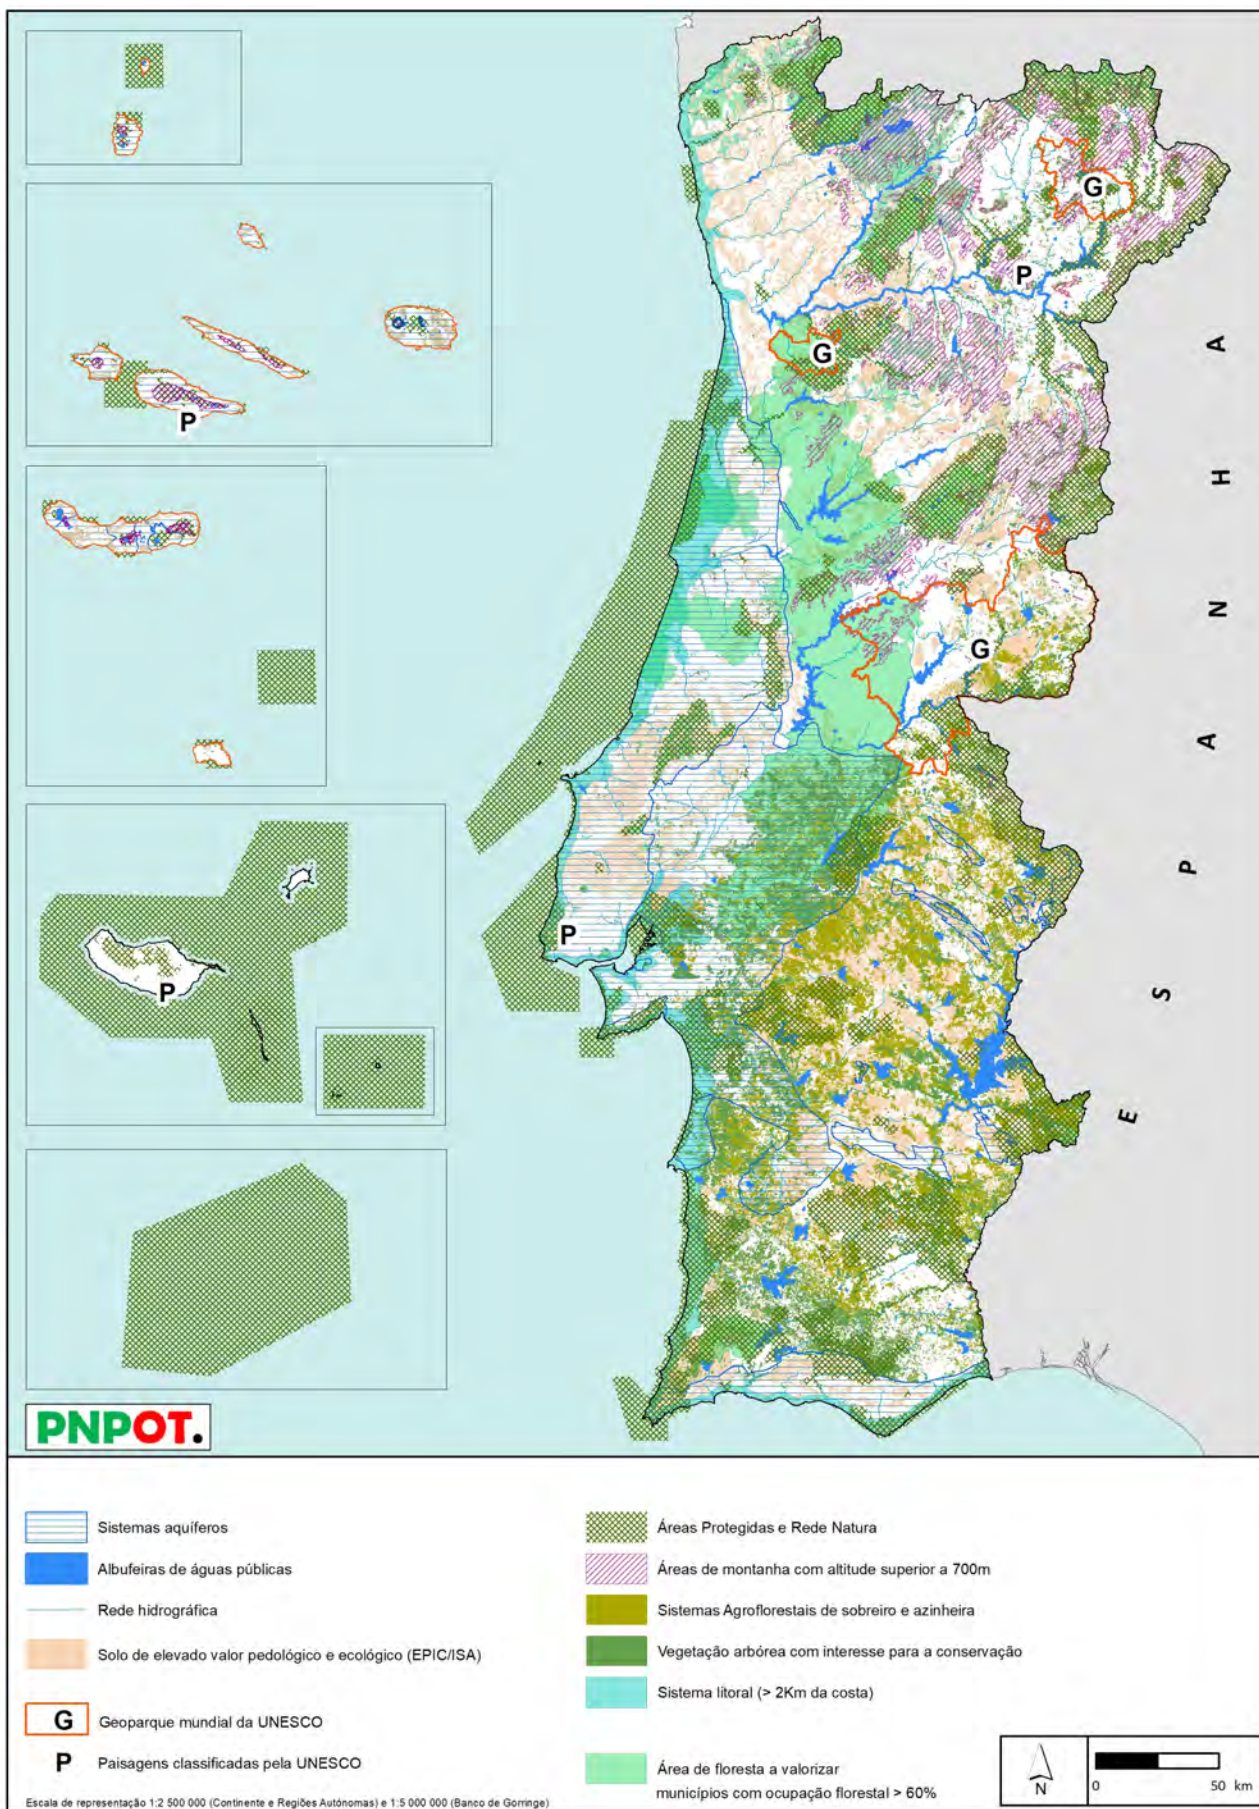 G
P
G
A
H
N
G
A
P
S
E
P
P
P
PNPOT.
Sistemas aquíferos
Albufeiras de águas públicas
Rede hidrográfica
Solo de elevado valor pedológico e ecológico (EPIC/ISA)
G Geoparque mundial da UNESCO
P Paisagens classificadas pela UNESCO
Escala de representação 1:2 500 000 (Continente e Regiões Autónomas) e 1:5 000 000 (Banco de Gorringe)
Áreas Protegidas e Rede Natura
Áreas de montanha com altitude superior a 700m
Sistemas Agroflorestais de sobreiro e azinheira
Vegetação arbórea com interesse para a conservação
Sistema lítoral (> 2Km da costa)
Área de floresta a valorizar
municípios com ocupação florestal > 60%
N
0 50 km